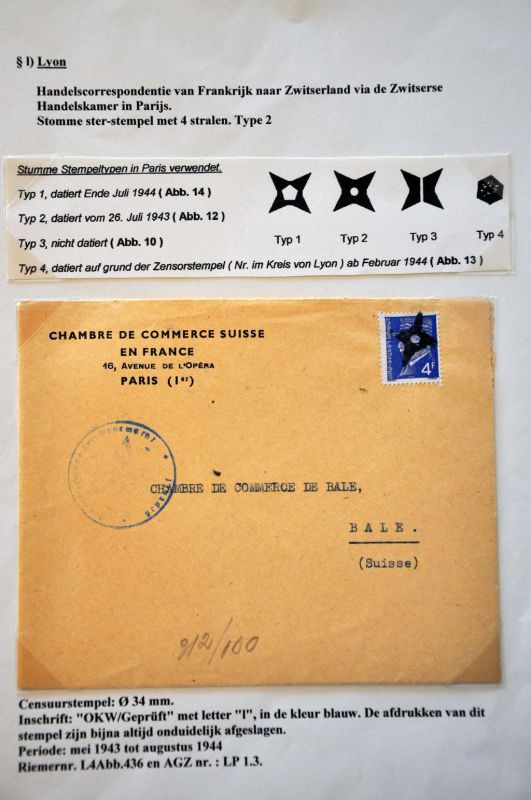 § l) Lyon
Handelscorrespondentie van Frankrijk naar Zwitserland via de Zwitserse
Handelskamer in Parijs.
Stomme ster-stempel met 4 stralen. Type 2
Stumme Stempeltypen in Paris verwendet.
Typ 1, datiert Ende Juli 1944 ( Abb. 14 )
Typ 2, datiert vom 26. Juli 1943 ( Abb. 12 )
Typ 3, nicht datiert ( Abb. 10 )
Typ 1 Typ 2 Typ 3 Typ 4
Typ 4, datiert auf grund der Zensorstempel ( Nr. im Kreis von Lyon ) ab Februar 1944 ( Abb. 13 )
CHAMBRE DE COMMERCE SUISSE
EN FRANCE
16, AVENUE DE L'OPÉRA
PARIS (Ier)
4F
CHAMBRE DE COMMERCE DE BALE,
BALE.
(Suisse)
212/100
Censuurstempel: Ø 34 mm.
Inschrift: "OKW/Geprüft" met letter "l", in de kleur blauw. De afdrukken van dit
stempel zijn bijna altijd onduidelijk afgeslagen.
Periode: mei 1943 tot augustus 1944
Riemernr. L4Abb.436 en AGZ nr. : LP 1.3.